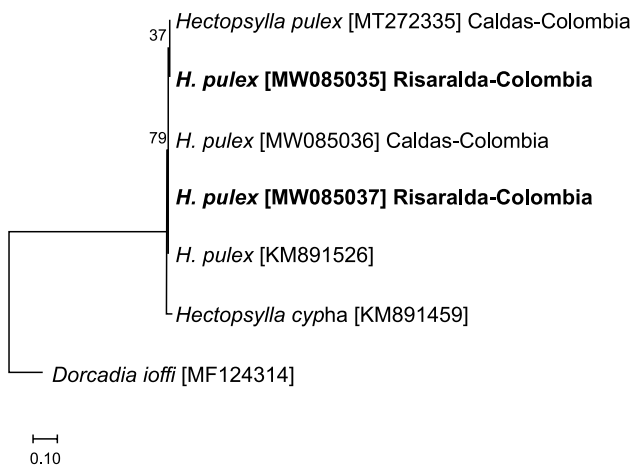 37
Hectopsylla pulex [MT272335] Caldas-Colombia
H. pulex [MW085035] Risaralda-Colombia
79
H. pulex [MW085036] Caldas-Colombia
H. pulex [MW085037] Risaralda-Colombia
H. pulex [KM891526]
Hectopsylla cypha [KM891459]
Dorcadia ioffi [MF124314]
0.10